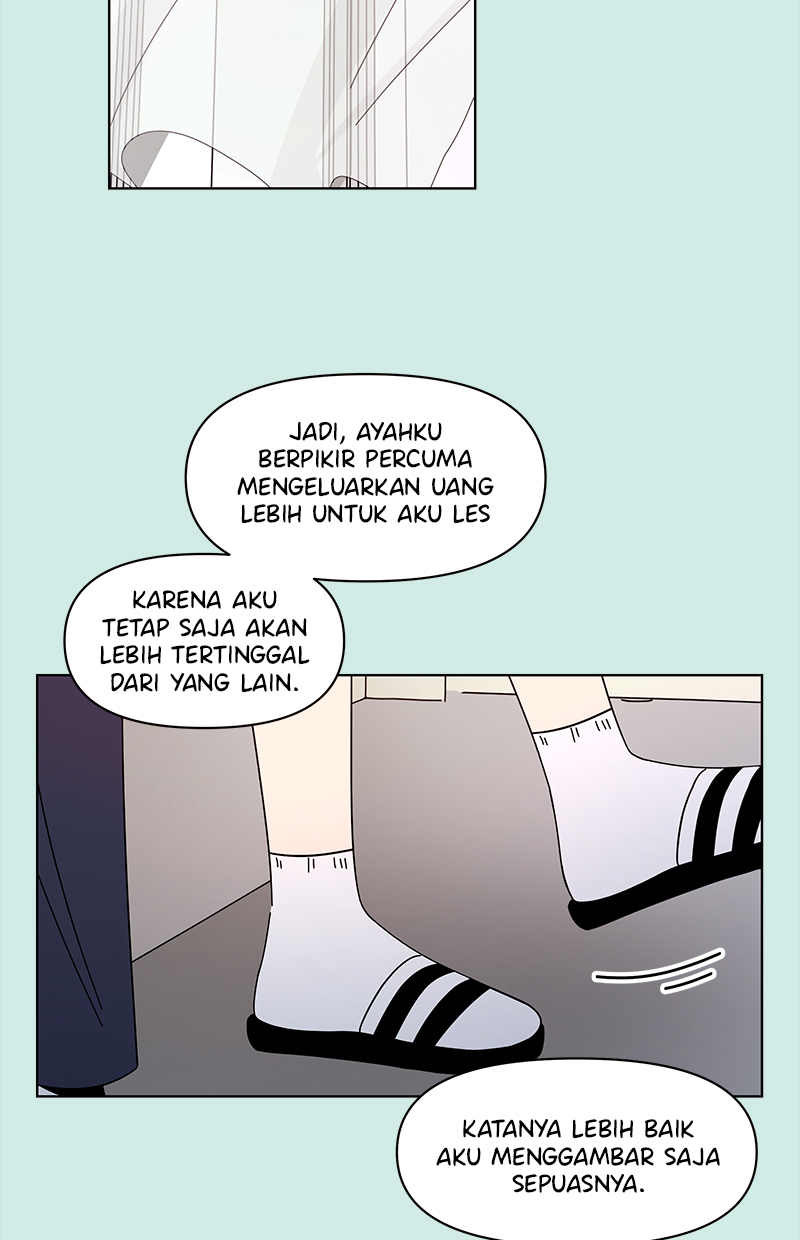 JADI, AYAHKU
BERPIKIR PERCUMA
MENGELUARKAN UANG
LEBIH UNTUK AKU LES
KARENA AKU
TETAP SAJA AKAN
LEBIH TERTINGGAL
DARI YANG LAIN.
KATANYA LEBIH BAIK
AKU MENGGAMBAR SAJA
SEPUASNYA.